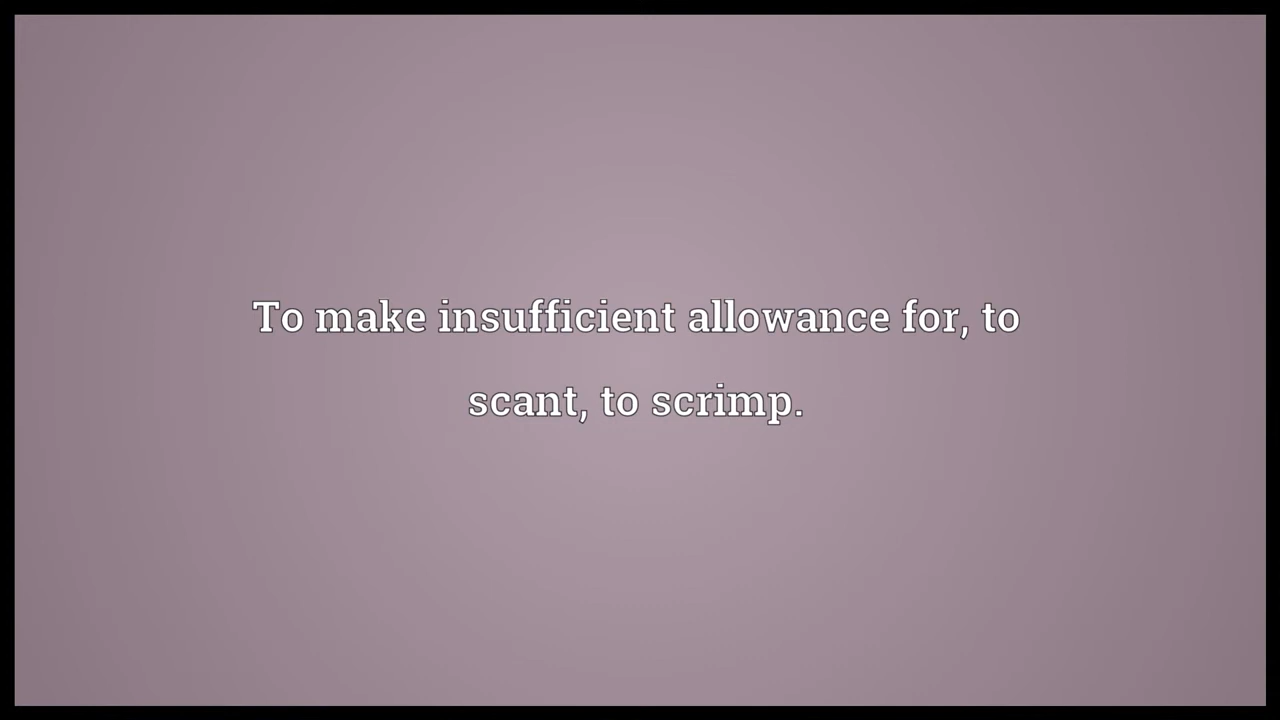 To make insufficient allowance for, to
scant, to scrimp.